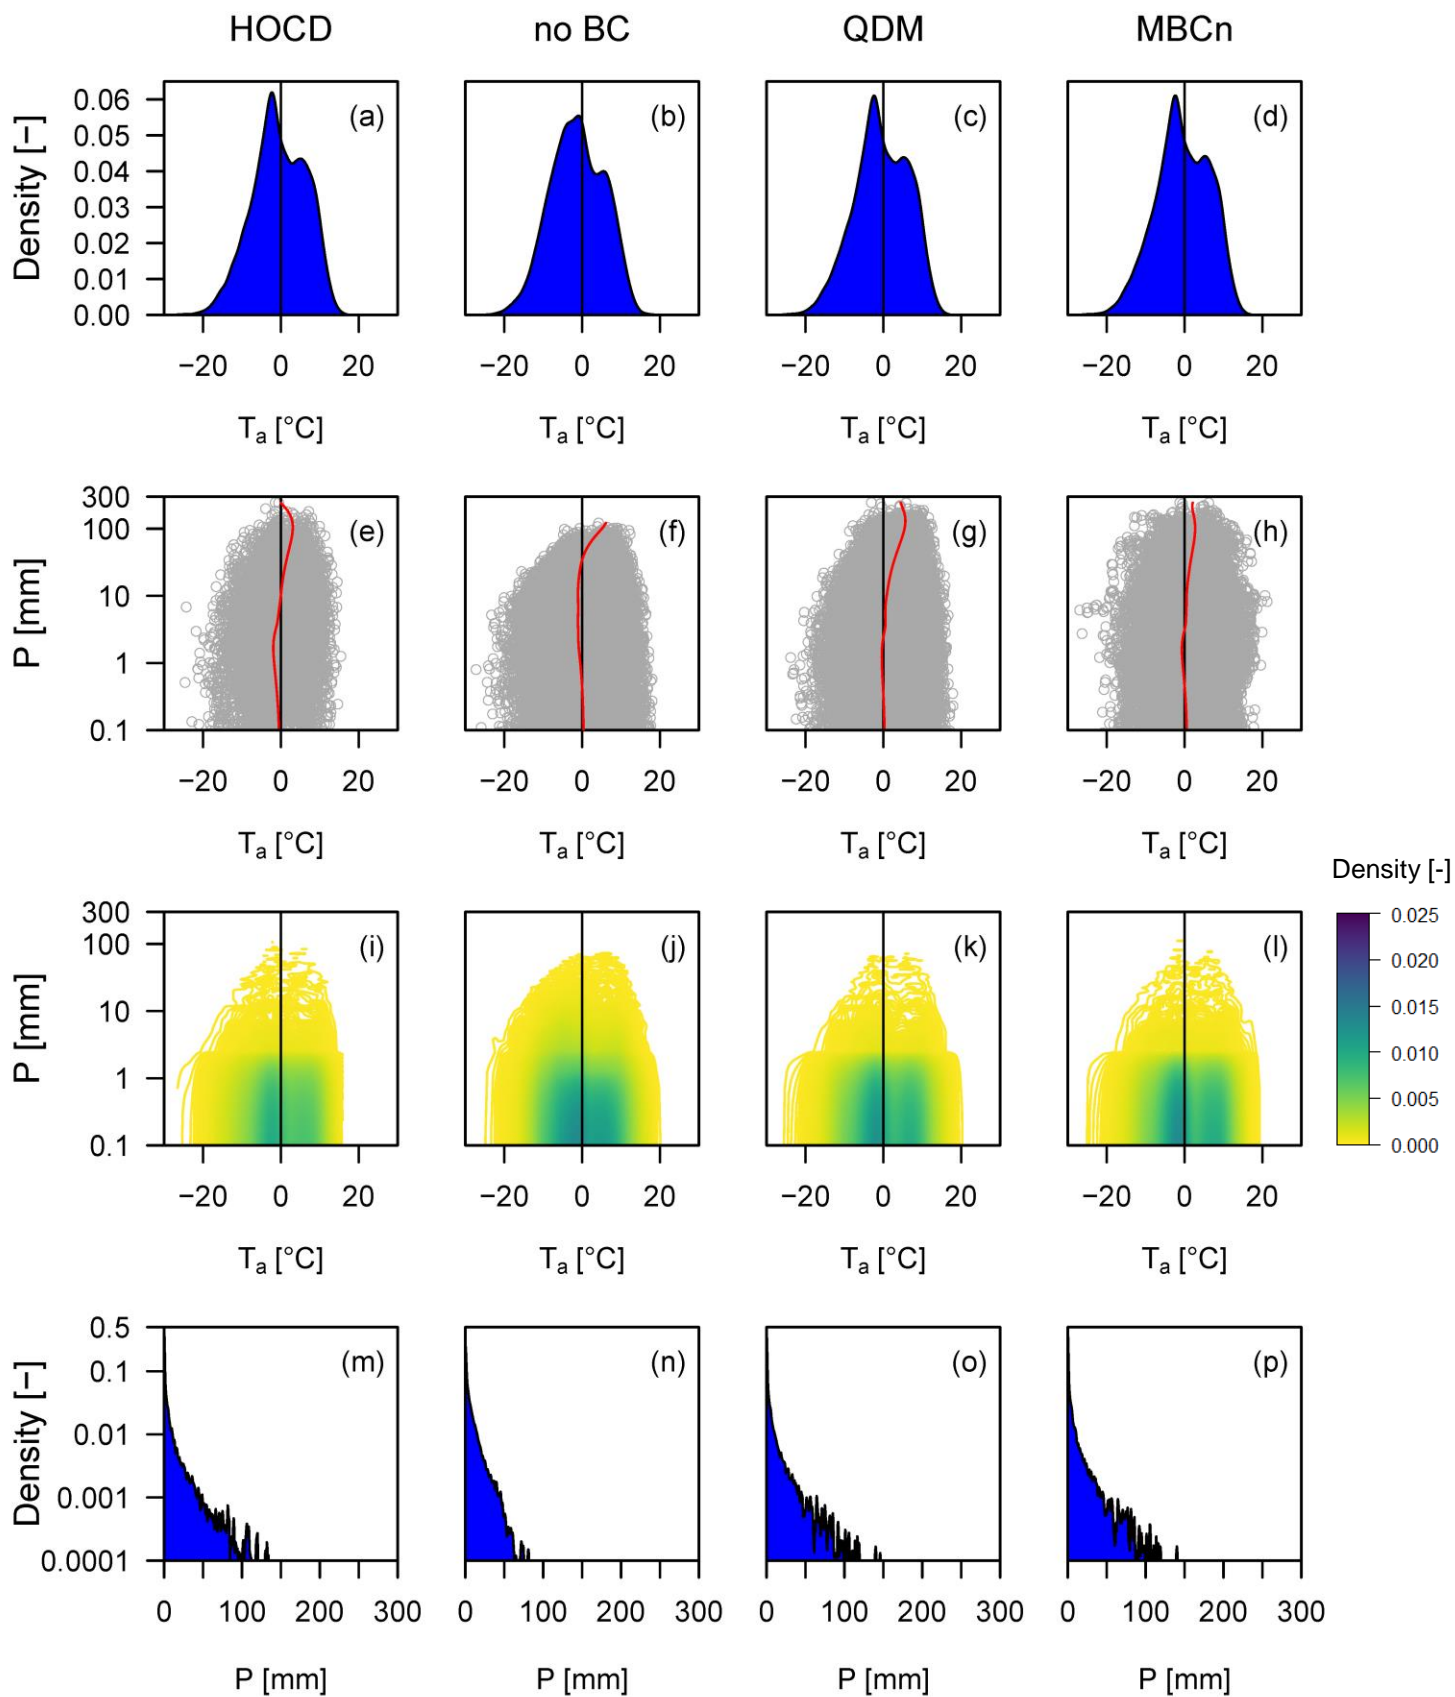 HOCD no BC QDM MBCn
Density [−]
0.06
0.05
0.04
0.03
0.02
0.01
0.00
(a) (b) (c) (d)
−20 0 20 −20 0 20 −20 0 20 −20 0 20
Ta [°C] Ta [°C] Ta [°C] Ta [°C]
P [mm]
300
100
10
1
0.1
(e) (f) (g) (h)
−20 0 20 −20 0 20 −20 0 20 −20 0 20
Ta [°C] Ta [°C] Ta [°C] Ta [°C]
P [mm]
300
100
10
1
0.1
(i) (j) (k) (l)
−20 0 20 −20 0 20 −20 0 20 −20 0 20
Ta [°C] Ta [°C] Ta [°C] Ta [°C]
Density [-]
0.025
0.020
0.015
0.010
0.005
0.000
Density [−]
0.5
0.1
0.01
0.001
0.0001
(m) (n) (o) (p)
0 100 200 300 0 100 200 300 0 100 200 300 0 100 200 300
P [mm] P [mm] P [mm] P [mm]